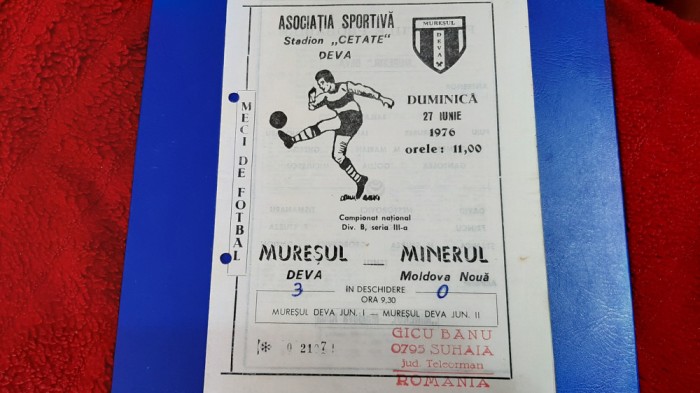 ASOCIAȚIA SPORTIVĂ
Stadion „CETATE"
DEVA
MUREȘUL
DEVA
DUMINICĂ
27 IUNIE
1976
orele: 11,00
MECI DE FOTBAL
Campionat național
Div. B, seria III-a
MUREȘUL — MINERUL
DEVA Moldova Nouă
3 0
ÎN DESCHIDERE
ORA 9,30
MUREȘUL DEVA JUN. I — MUREȘUL DEVA JUN. II
GICU BANU
0795 SUHAIA
jud. Teleorman
ROMANIA